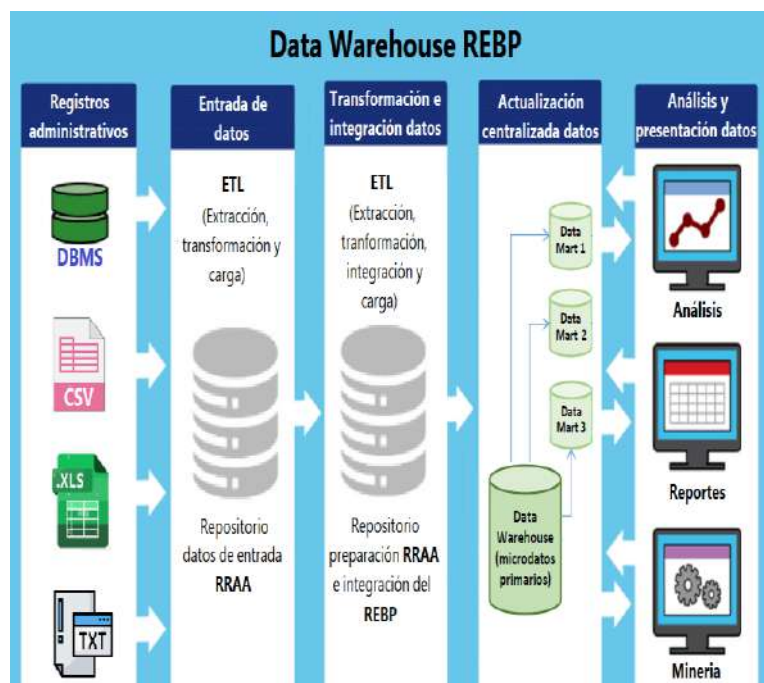 Data Warehouse REBP
Registros
administrativos
DBMS
CSV
.XLS
TXT
Entrada de
datos
ETL
(Extracción,
transformación y
carga)
Repositorio
datos de entrada
RRAA
Transformación e
integración datos
ETL
(Extracción,
tranformación,
integración y
carga)
Repositorio
preparación RRAA
e integración del
REBP
Actualización
centralizada datos
Data
Mart 1
Data
Mart 2
Data
Mart 3
Data
Warehouse
(microdatos
primarios)
Análisis y
presentación datos
Análisis
Reportes
Mineria